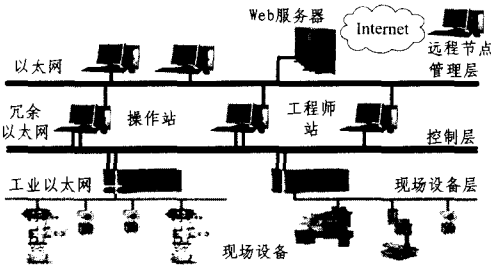 Web服务器
Internet
远程节点
以太网
管理层
冗余
以太网
操作站
工程师
站
控制层
工业以太网
现场设备层
现场设备